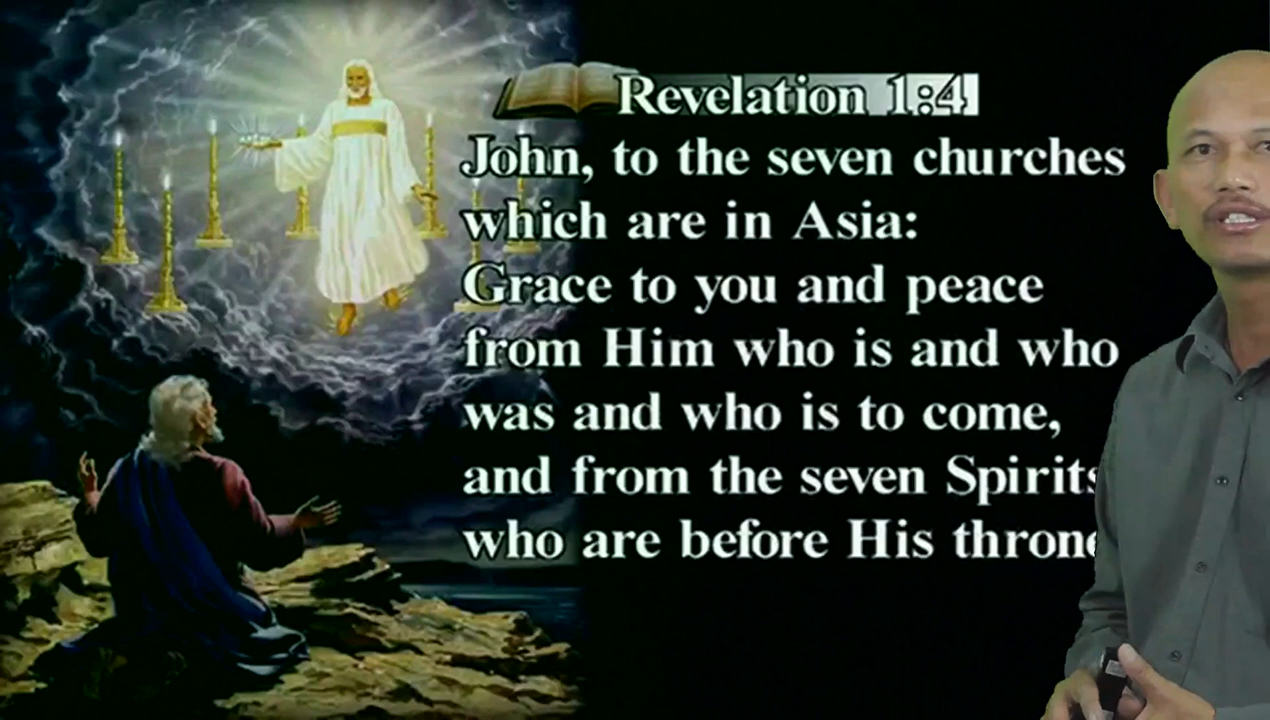 Revelation 1:4
John, to the seven churches
which are in Asia:
Grace to you and peace
from Him who is and who
was and who is to come,
and from the seven Spirits
who are before His throne